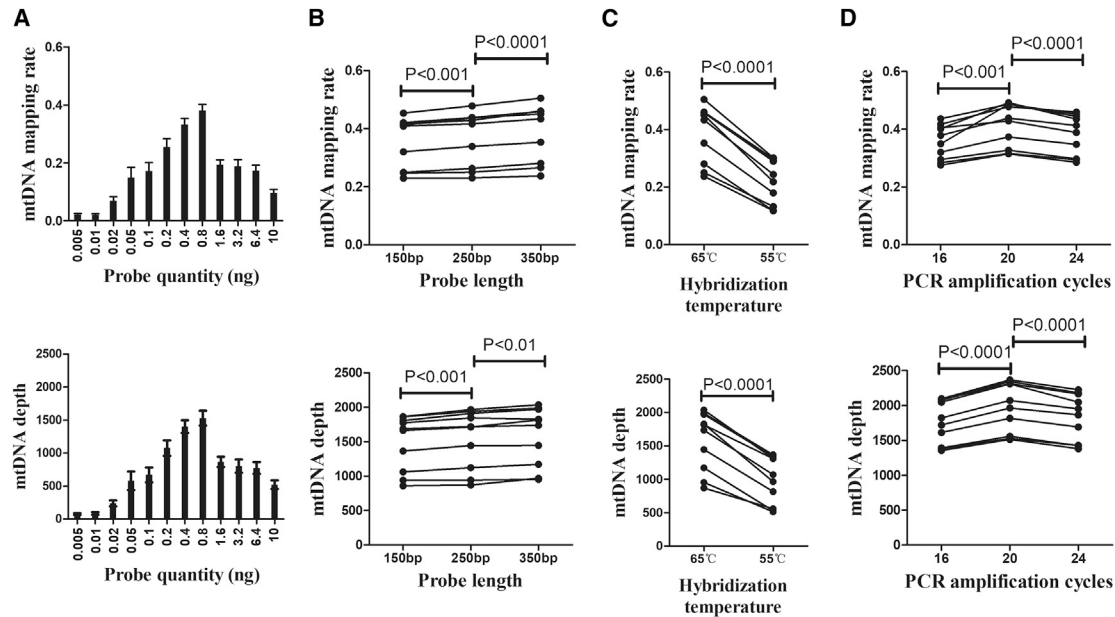 A
mtDNA mapping rate
0.6
0.4
0.2
0.0
0.005
0.01
0.02
0.05
0.1
0.2
0.4
0.8
1.6
3.2
6.4
10
Probe quantity (ng)
B
mtDNA mapping rate
P<0.001
P<0.0001
0.6
0.4
0.2
0.0
150bp
250bp
350bp
Probe length
C
mtDNA mapping rate
P<0.0001
0.6
0.4
0.2
0.0
65℃
55℃
Hybridization
temperature
D
mtDNA mapping rate
P<0.001
P<0.0001
0.6
0.4
0.2
0.0
16
20
24
PCR amplification cycles
mtDNA depth
2500
2000
1500
1000
500
0
0.005
0.01
0.02
0.05
0.1
0.2
0.4
0.8
1.6
3.2
6.4
10
Probe quantity (ng)
mtDNA depth
P<0.001
P<0.01
2500
2000
1500
1000
500
0
150bp
250bp
350bp
Probe length
mtDNA depth
P<0.0001
2500
2000
1500
1000
500
0
65℃
55℃
Hybridization
temperature
mtDNA depth
P<0.0001
P<0.0001
2500
2000
1500
1000
500
0
16
20
24
PCR amplification cycles